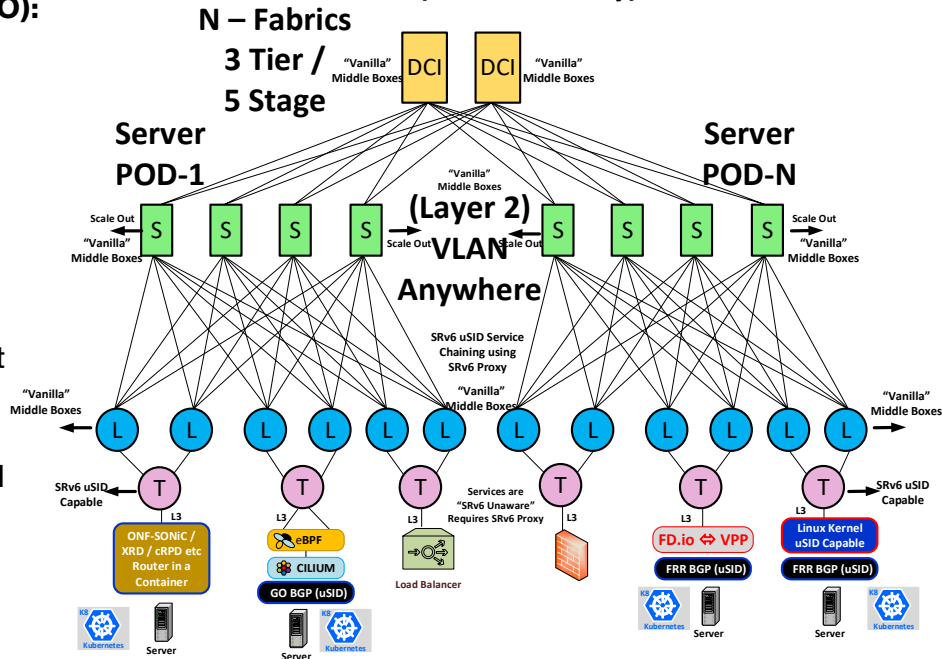 O):
N – Fabrics
3 Tier /
5 Stage
"Vanilla"
Middle Boxes
DCI
DCI
"Vanilla"
Middle Boxes
Server
POD-1
Server
POD-N
"Vanilla"
Middle Boxes
(Layer 2)
VLAN
Anywhere
Scale Out
"Vanilla"
Middle Boxes
S
S
S
S
Scale Out
Scale Out
S
S
S
S
Scale Out
"Vanilla"
Middle Boxes
SRv6 uSID Service
Chaining using
SRv6 Proxy
t
"Vanilla"
Middle Boxes
"Vanilla"
Middle Boxes
"Vanilla"
Middle Boxes
L
L
L
L
L
L
L
L
L
L
L
L
SRv6 uSID
Capable
T
T
T
Services are
"SRv6 Unaware"
Requires SRv6 Proxy
T
T
T
SRv6 uSID
Capable
L3
L3
L3
L3
L3
L3
ONF-SONiC /
XRD / cRPD etc
Router in a
Container
eBPF
CILIUM
GO BGP (uSID)
Load Balancer
FD.io ⇔ VPP
FRR BGP (uSID)
Linux Kernel
uSID Capable
FRR BGP (uSID)
K8
Kubernetes
Server
Server
K8
Kubernetes
K8
Kubernetes
Server
Server
K8
Kubernetes